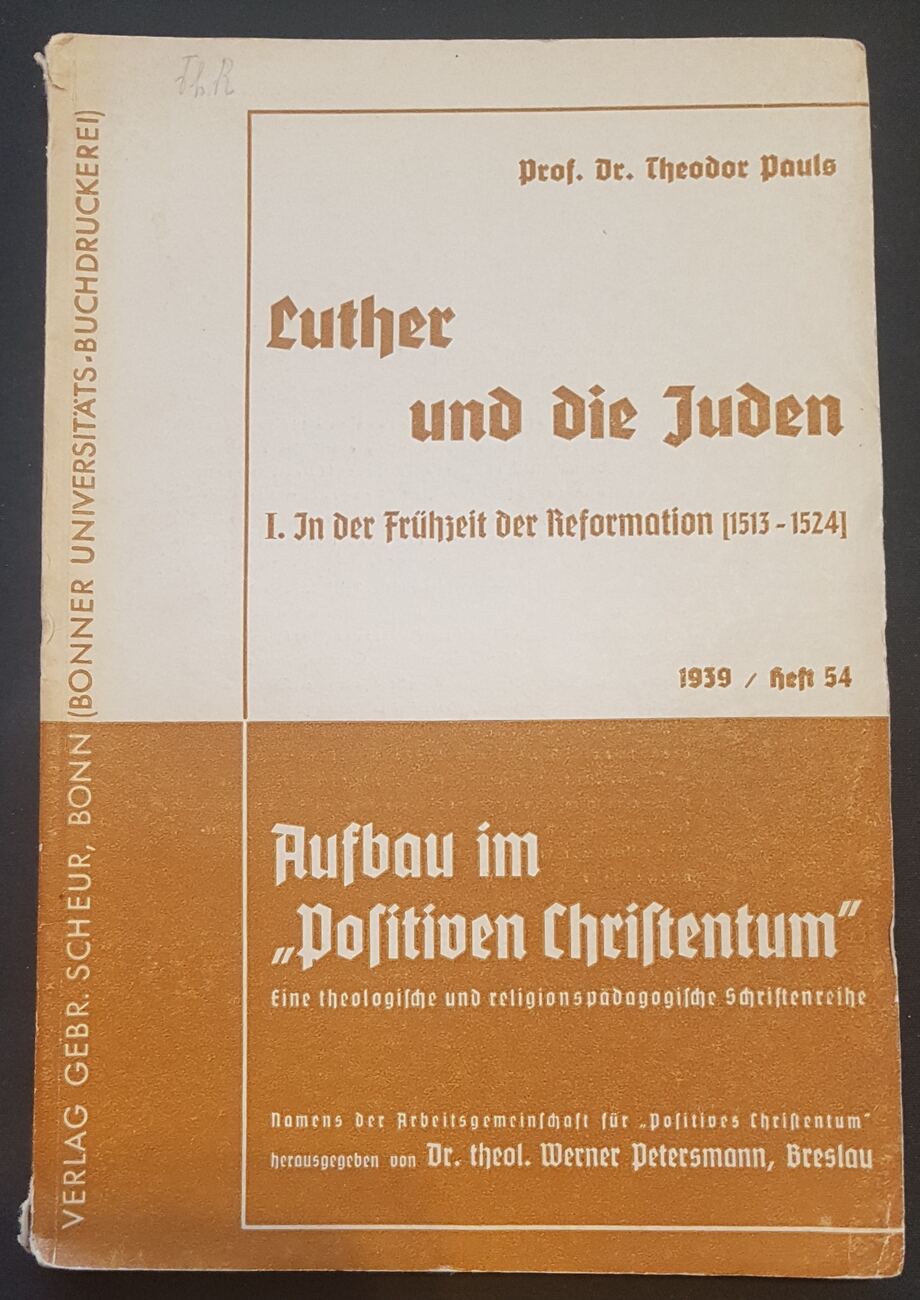 Th. R
Prof. Dr. Theodor Pauls
Luther
und die Juden
I. In der Frühzeit der Reformation [1513-1524]
1939 / Heft 54
Aufbau im
„Positiven Christentum"
Eine theologische und religionspädagogische Schriftenreihe
Namens der Arbeitsgemeinschaft für „Positives Christentum"
herausgegeben von Dr. theol. Werner Petersmann, Breslau
VERLAG GEBR. SCHEUR, BONN (BONNER UNIVERSITÄTS-BUCHDRUCKEREI)